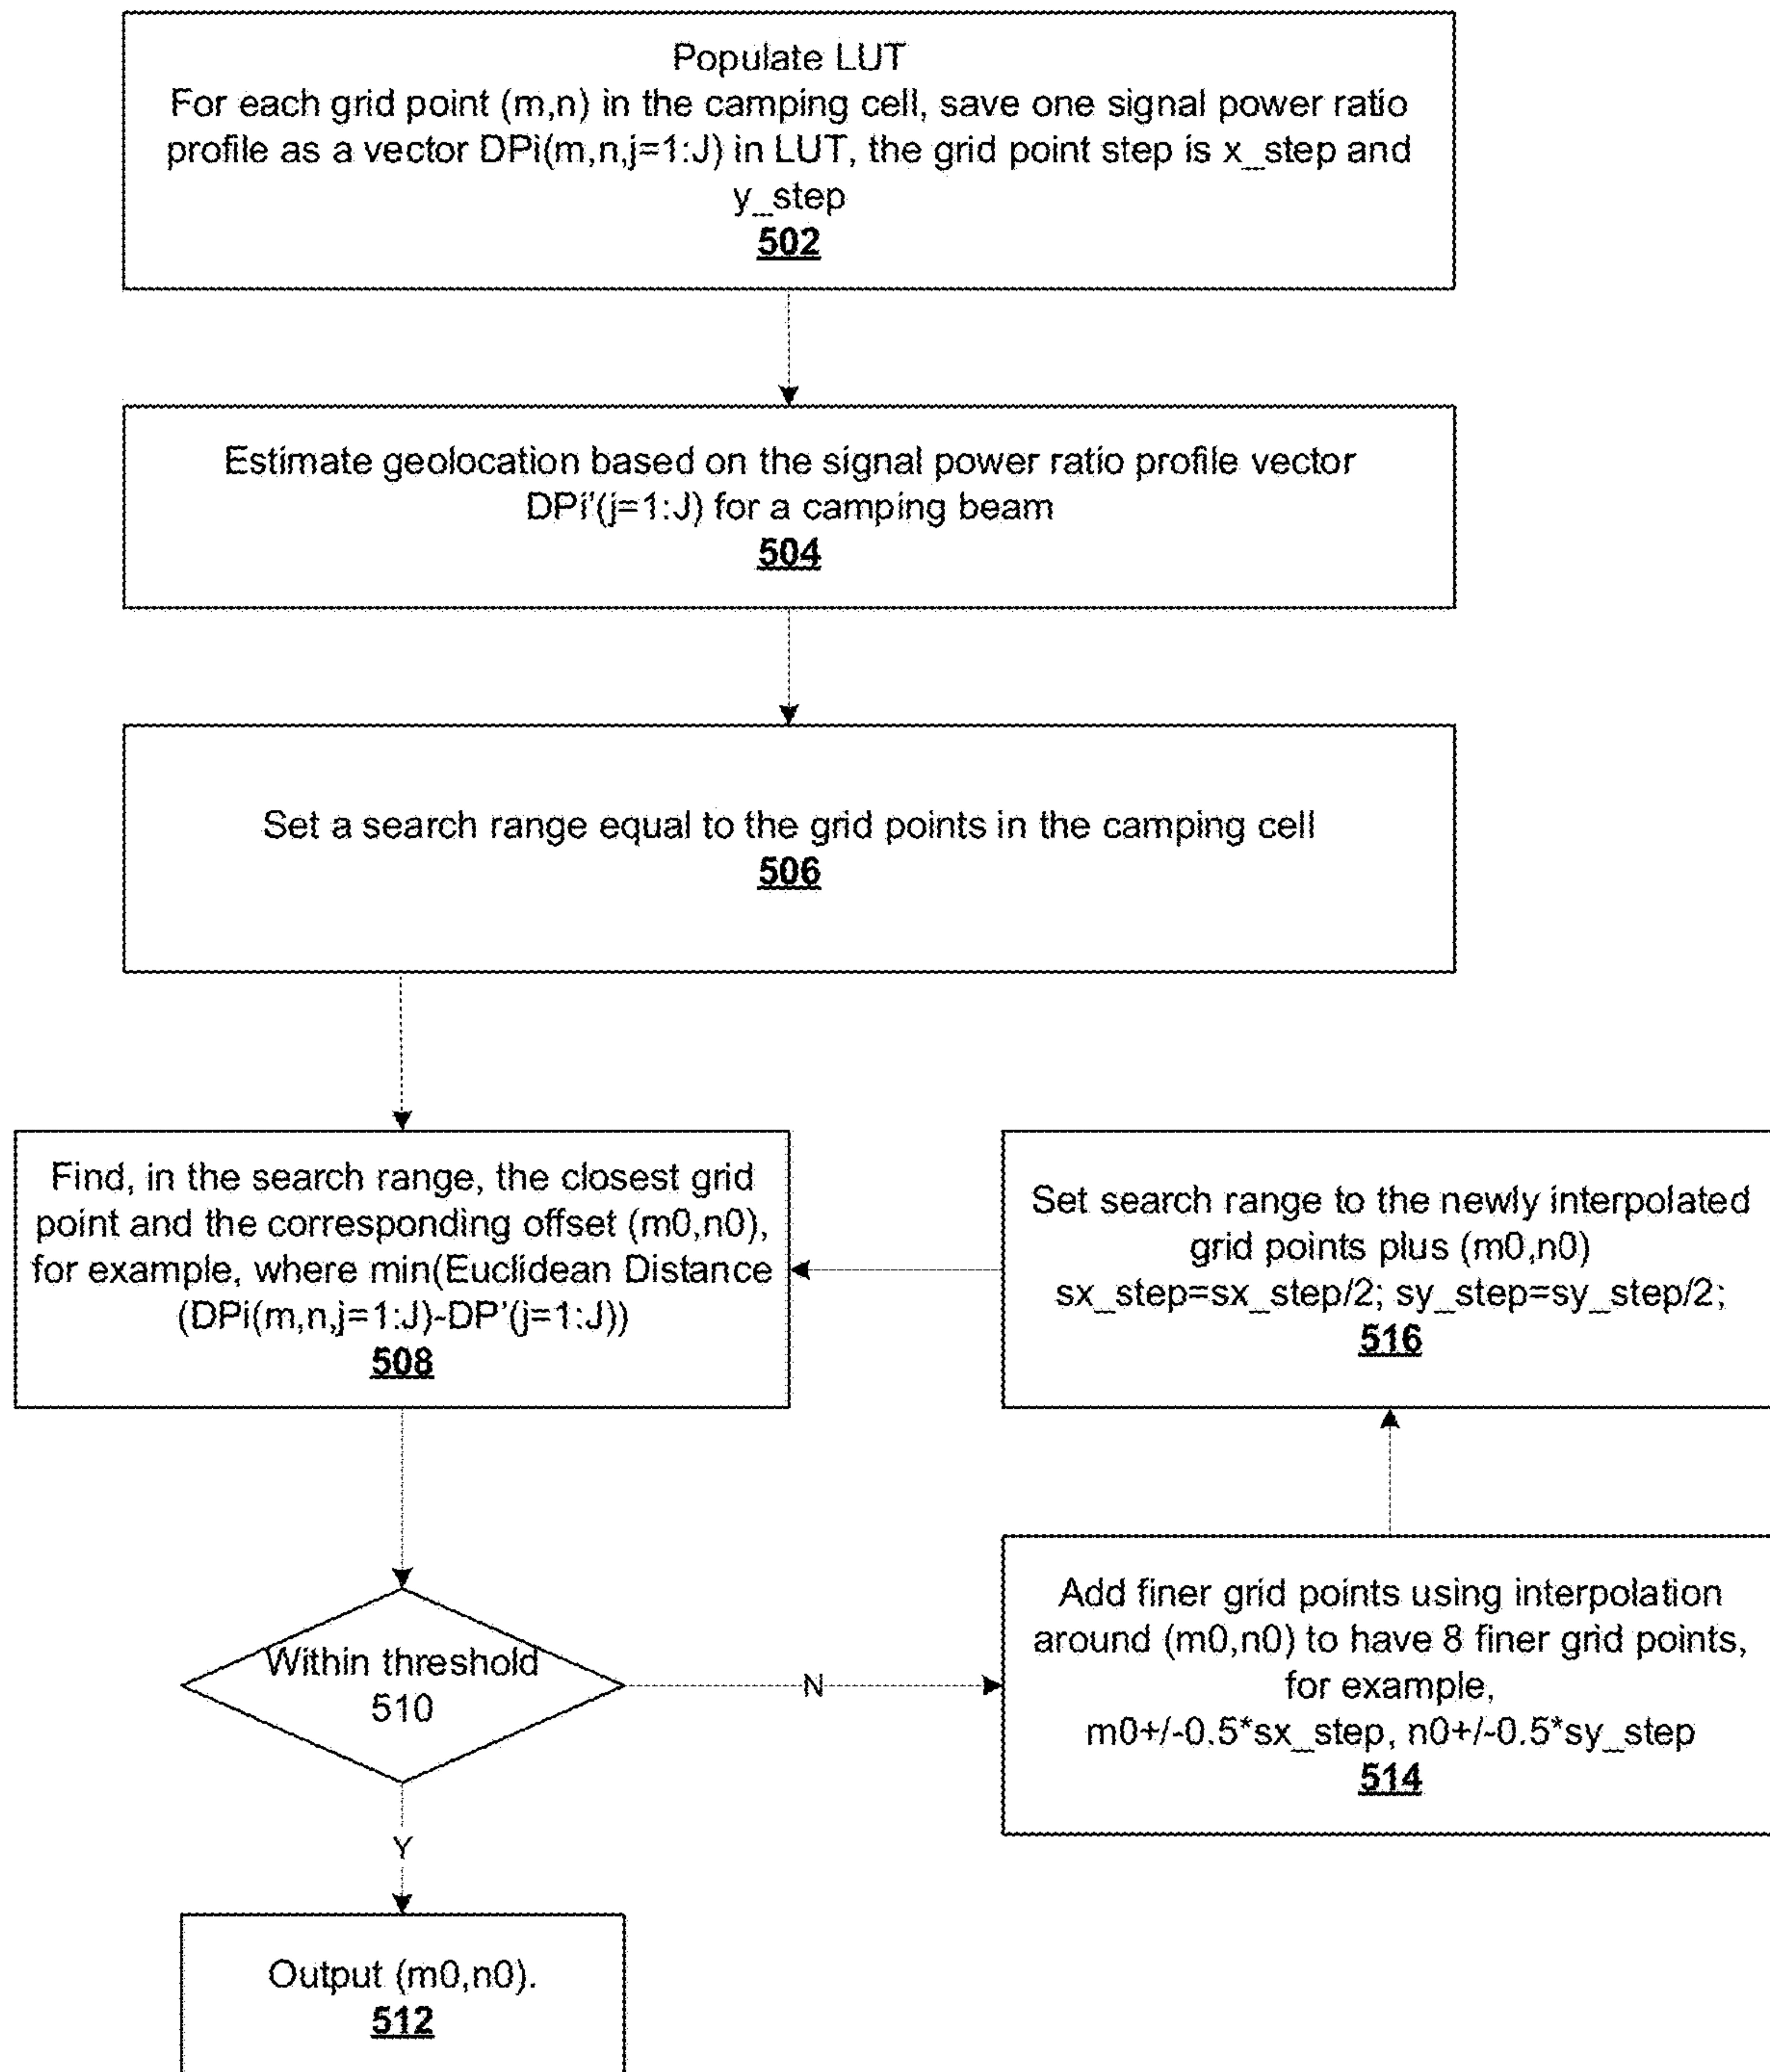 Populate LUT
For each grid point (m,n) in the camping cell, save one signal power ratio
profile as a vector DPi(m,n,j=1:J) in LUT, the grid point step is x_step and
y_step
502
Estimate geolocation based on the signal power ratio profile vector
DPi'(j=1:J) for a camping beam
504
Set a search range equal to the grid points in the camping cell
506
Find, in the search range, the closest grid
point and the corresponding offset (m0,n0),
for example, where min(Euclidean Distance
(DPi(m,n,j=1:J)-DP'(j=1:J))
508
Set search range to the newly interpolated
grid points plus (m0,n0)
sx_step=sx_step/2; sy_step=sy_step/2;
516
Within threshold
510
N
Add finer grid points using interpolation
around (m0,n0) to have 8 finer grid points,
for example,
m0+/-0.5*sx_step, n0+/-0.5*sy_step
514
Y
Output (m0,n0).
512